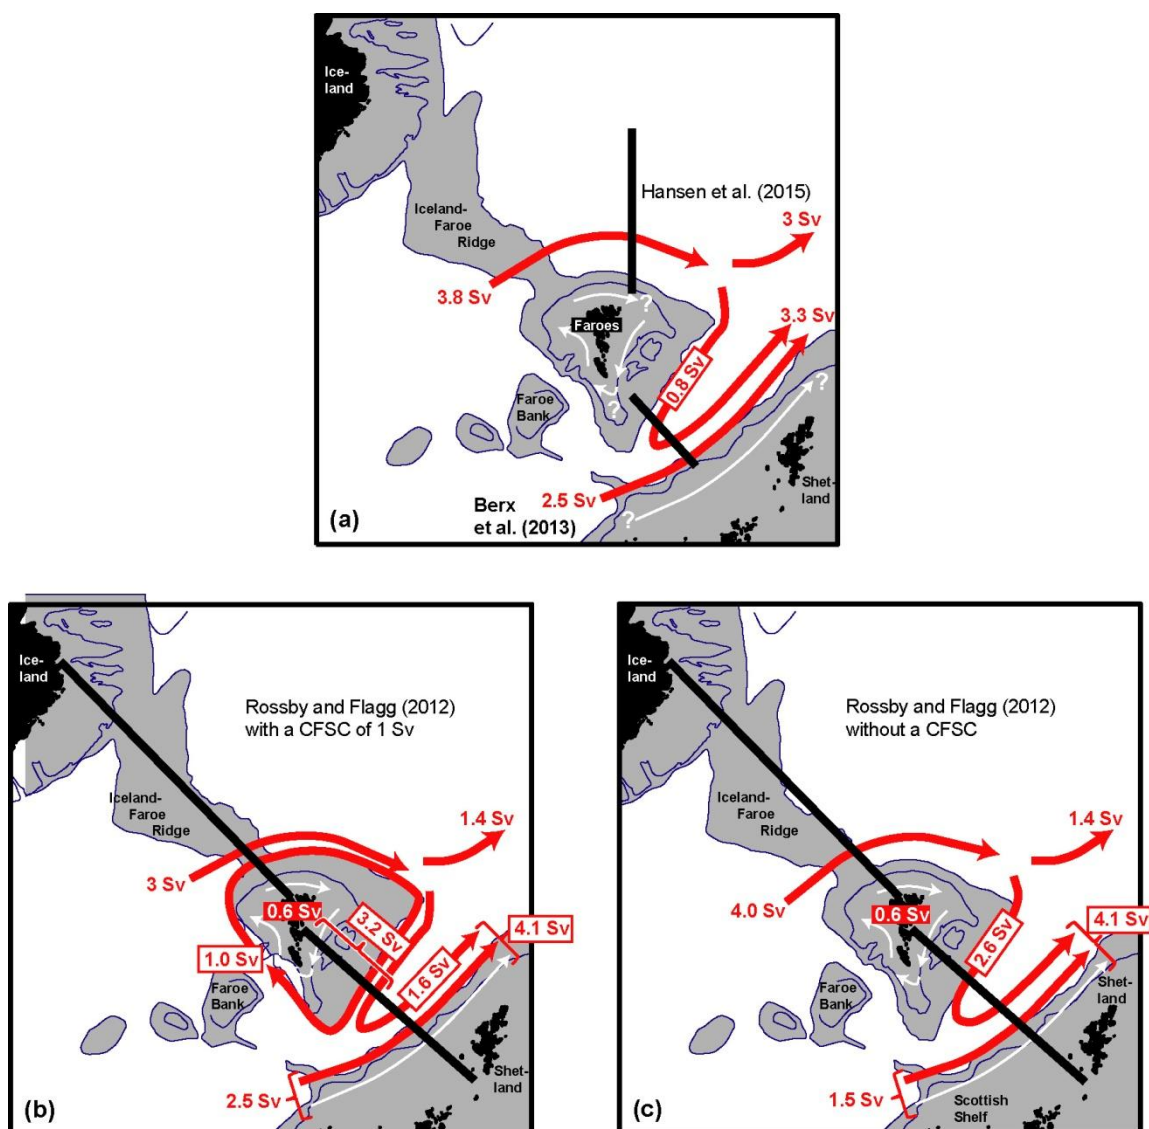 Ice-
land
Hansen et al. (2015)
3 Sv
Iceland-
Faroe
Ridge
3.8 Sv
?
Faroes
3.3 Sv
0.8 Sv
Faroe
Bank
?
?
Shet-
land
2.5 Sv
Berx
et al. (2013)
?
(a)
Ice-
land
Rossby and Flagg (2012)
with a CFSC of 1 Sv
Iceland-
Faroe
Ridge
1.4 Sv
3 Sv
0.6 Sv
3.2 Sv
4.1 Sv
1.0 Sv
1.6 Sv
Faroe
Bank
Shet-
land
2.5 Sv
(b)
Ice-
land
Rossby and Flagg (2012)
without a CFSC
Iceland-
Faroe
Ridge
1.4 Sv
4.0 Sv
0.6 Sv
4.1 Sv
2.6 Sv
Faroe
Bank
Shet-
land
1.5 Sv
Scottish
Shelf
(c)